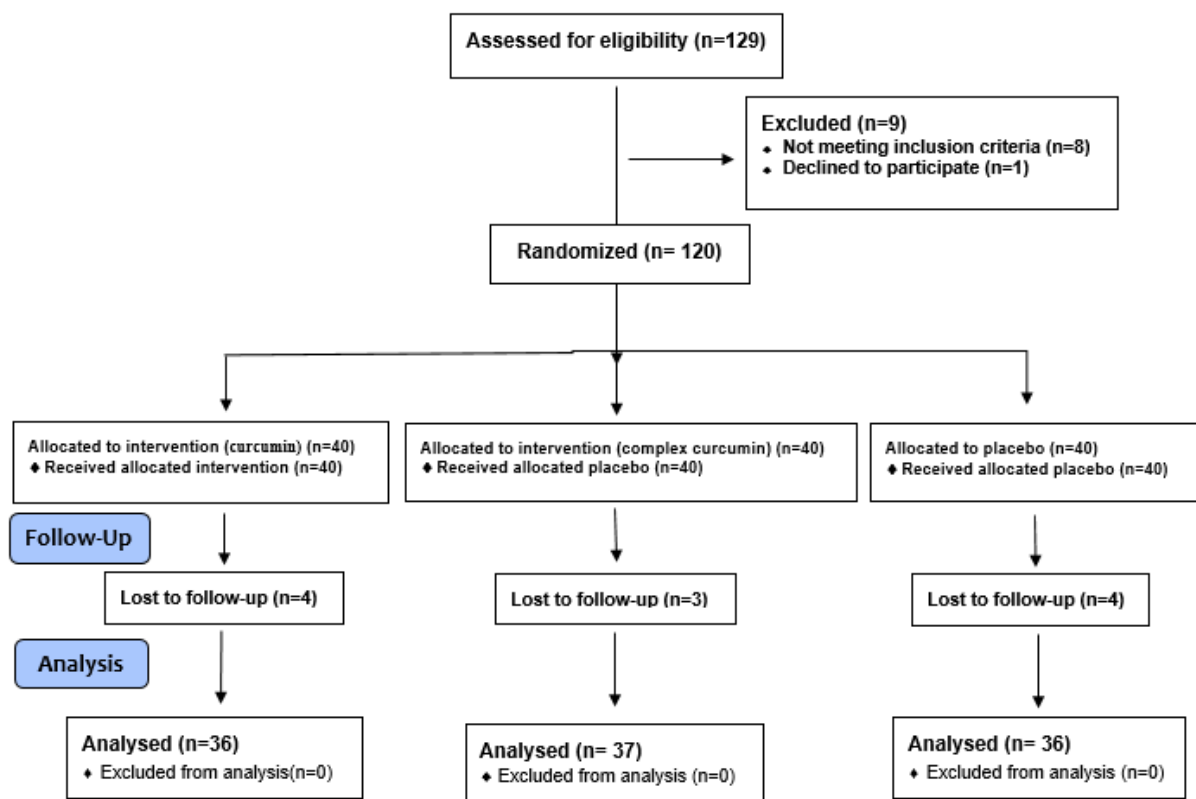 Assessed for eligibility (n=129)
Excluded (n=9)
♦ Not meeting inclusion criteria (n=8)
♦ Declined to participate (n=1)
Randomized (n= 120)
Allocated to intervention (curcumin) (n=40)
♦ Received allocated intervention (n=40)
Allocated to intervention (complex curcumin) (n=40)
♦ Received allocated placebo (n=40)
Allocated to placebo (n=40)
♦ Received allocated placebo (n=40)
Follow-Up
Lost to follow-up (n=4)
Lost to follow-up (n=3)
Lost to follow-up (n=4)
Analysis
Analysed (n=36)
♦ Excluded from analysis(n=0)
Analysed (n= 37)
♦ Excluded from analysis (n=0)
Analysed (n= 36)
♦ Excluded from analysis (n=0)